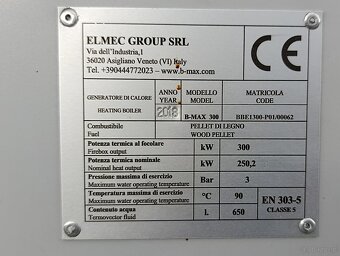 ELMEC GROUP SRL
Via dell'Industria,1
36020 Asigliano Veneto (VI) Italy
Tel. +390444772023 – www.b-max.com
CE
GENERATORE DI CALORE
HEATING BOILER
ANNO
YEAR
2018
MODELLO
MODEL
B-MAX 300
MATRICOLA
CODE
BBE1300-P01/00062
Combustibile
Fuel
PELLET DI LEGNO
WOOD PELLET
Potenza termica al focolare
Firebox output
kW 300
Potenza termica nominale
Nominal heat output
kW 250,2
Pressione massima di esercizio
Maximum water operating temperature
Bar 3
Temperatura massima di esercizio
Maximum water operating temperature
°C 90
Contenuto acqua
Termovector fluid
l. 650
EN 303-5
CLASSE 5